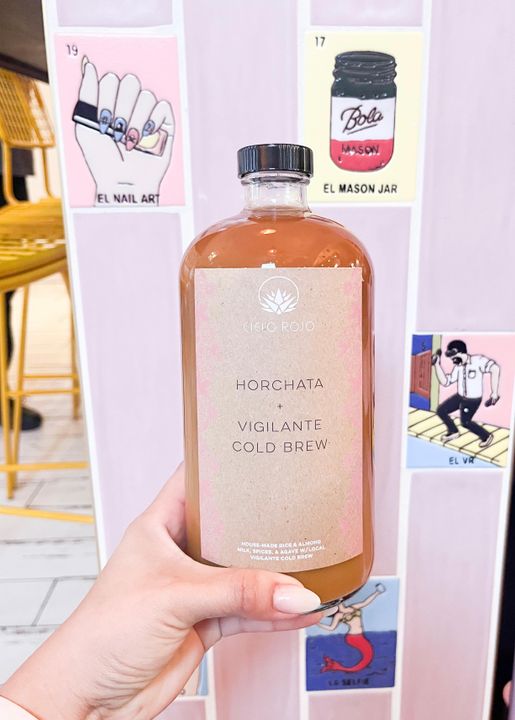 19
EL NAIL ART
17
Bola
MASON
EL MASON JAR
CIELO ROJO
HORCHATA
+
VIGILANTE
COLD BREW
HOUSE-MADE RICE & ALMOND
MILK, SPICES, & AGAVE W/LOCAL
VIGILANTE COLD BREW
EL VR
LA SELFIE